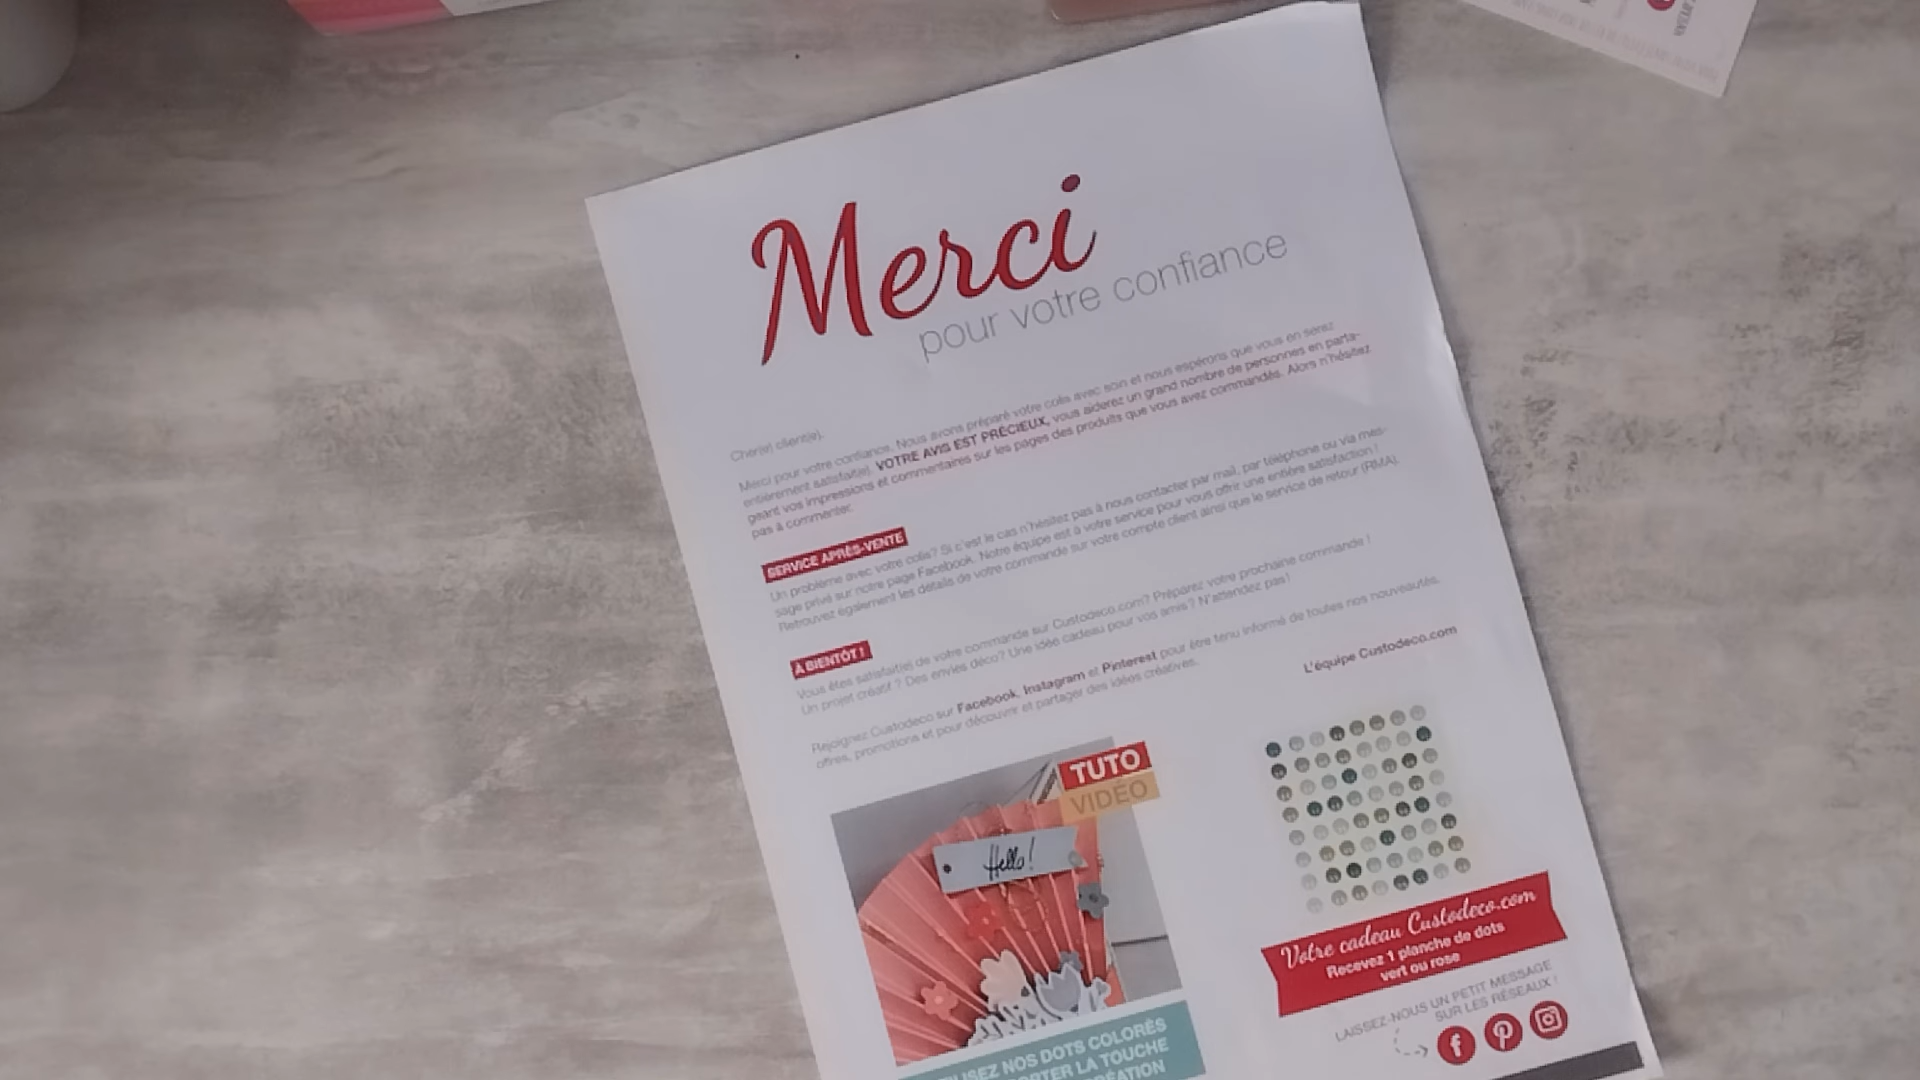 Merci
pour votre confiance
Cher(e) client(e),
Merci pour votre confiance. Nous avons préparé votre colis avec soin et nous espérons que vous en serez
entièrement satisfait(e). VOTRE AVIS EST PRÉCIEUX, vous aiderez un grand nombre de personnes en parta-
geant vos impressions et commentaires sur les pages des produits que vous avez commandés. Alors n'hésitez
pas à commenter.
SERVICE APRÈS-VENTE
Un problème avec votre colis? Si c'est le cas n'hésitez pas à nous contacter par mail, par téléphone ou via mes-
sage privé sur notre page Facebook. Notre équipe est à votre service pour vous offrir une entière satisfaction !
Retrouvez également les détails de votre commande sur votre compte client ainsi que le service de retour (RMA).
À BIENTÔT !
Vous êtes satisfait(e) de votre commande sur Custodeco.com? Préparez votre prochaine commande !
Un projet créatif ? Des envies déco? Une idée cadeau pour vos amis? N'attendez pas!
Rejoignez Custodeco sur Facebook, Instagram et Pinterest pour être tenu informé de toutes nos nouveautés,
offres, promotions et pour découvrir et partager des idées créatives.
L'équipe Custodeco.com
TUTO
VIDÉO
Hello!
NOS DOTS COLORÉS
LA TOUCHE
Votre cadeau Custodeco.com
Recevez 1 planche de dots
vert ou rose
LAISSEZ-NOUS UN PETIT MESSAGE
SUR LES RÉSEAUX !